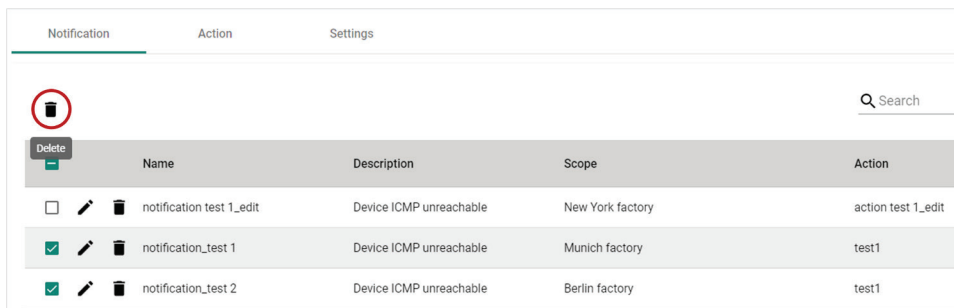 Notification Action Settings
Search
Delete
Name Description Scope Action
notification test 1_edit Device ICMP unreachable New York factory action test 1_edit
notification_test 1 Device ICMP unreachable Munich factory test1
notification_test 2 Device ICMP unreachable Berlin factory test1